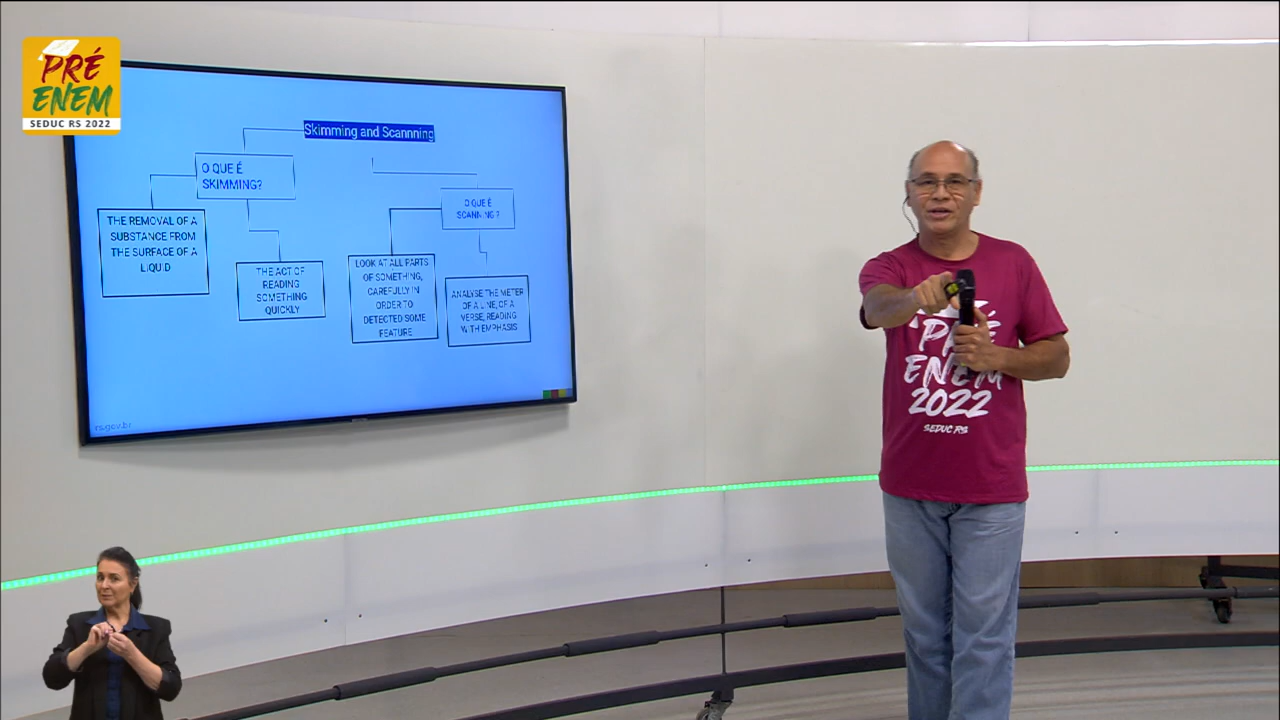 PRÉ
ENEM
SEDUC RS 2022
Skimming and Scannning
O QUE É
SKIMMING?
THE REMOVAL OF A
SUBSTANCE FROM
THE SURFACE OF A
LIQUID
THE ACT OF
READING
SOMETHING
QUICKLY
O QUE É
SCANNING ?
LOOK AT ALL PARTS
OF SOMETHING,
CAREFULLY IN
ORDER TO
DETECTED SOME
FEATURE
ANALYSE THE METER
OF A LINE, OF A
VERSE, READING
WITH EMPHASIS
rs.gov.br
PRÉ
ENEM
2022
SEDUC RS